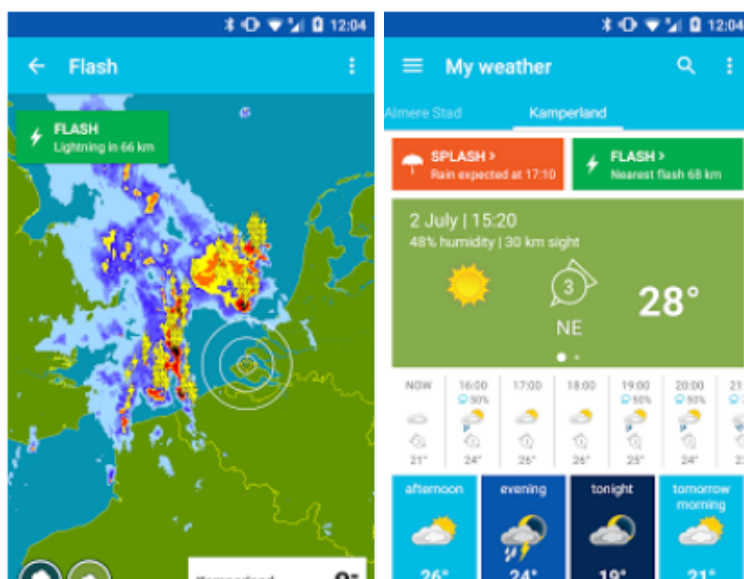 12:04
Flash
FLASH
Lightning in 66 km
12:04
My weather
Almere Stad Kamperland
SPLASH >
Rain expected at 17:10
FLASH >
Nearest flash 68 km
2 July | 15:20
48% humidity | 30 km sight
3
28°
NE
NOW 16:00 17:00 18:00 19:00 20:00 21
50% 50% 50%
21° 24° 26° 26° 25° 24°
afternoon evening tonight tomorrow
morning
26° 24° 19° 21°